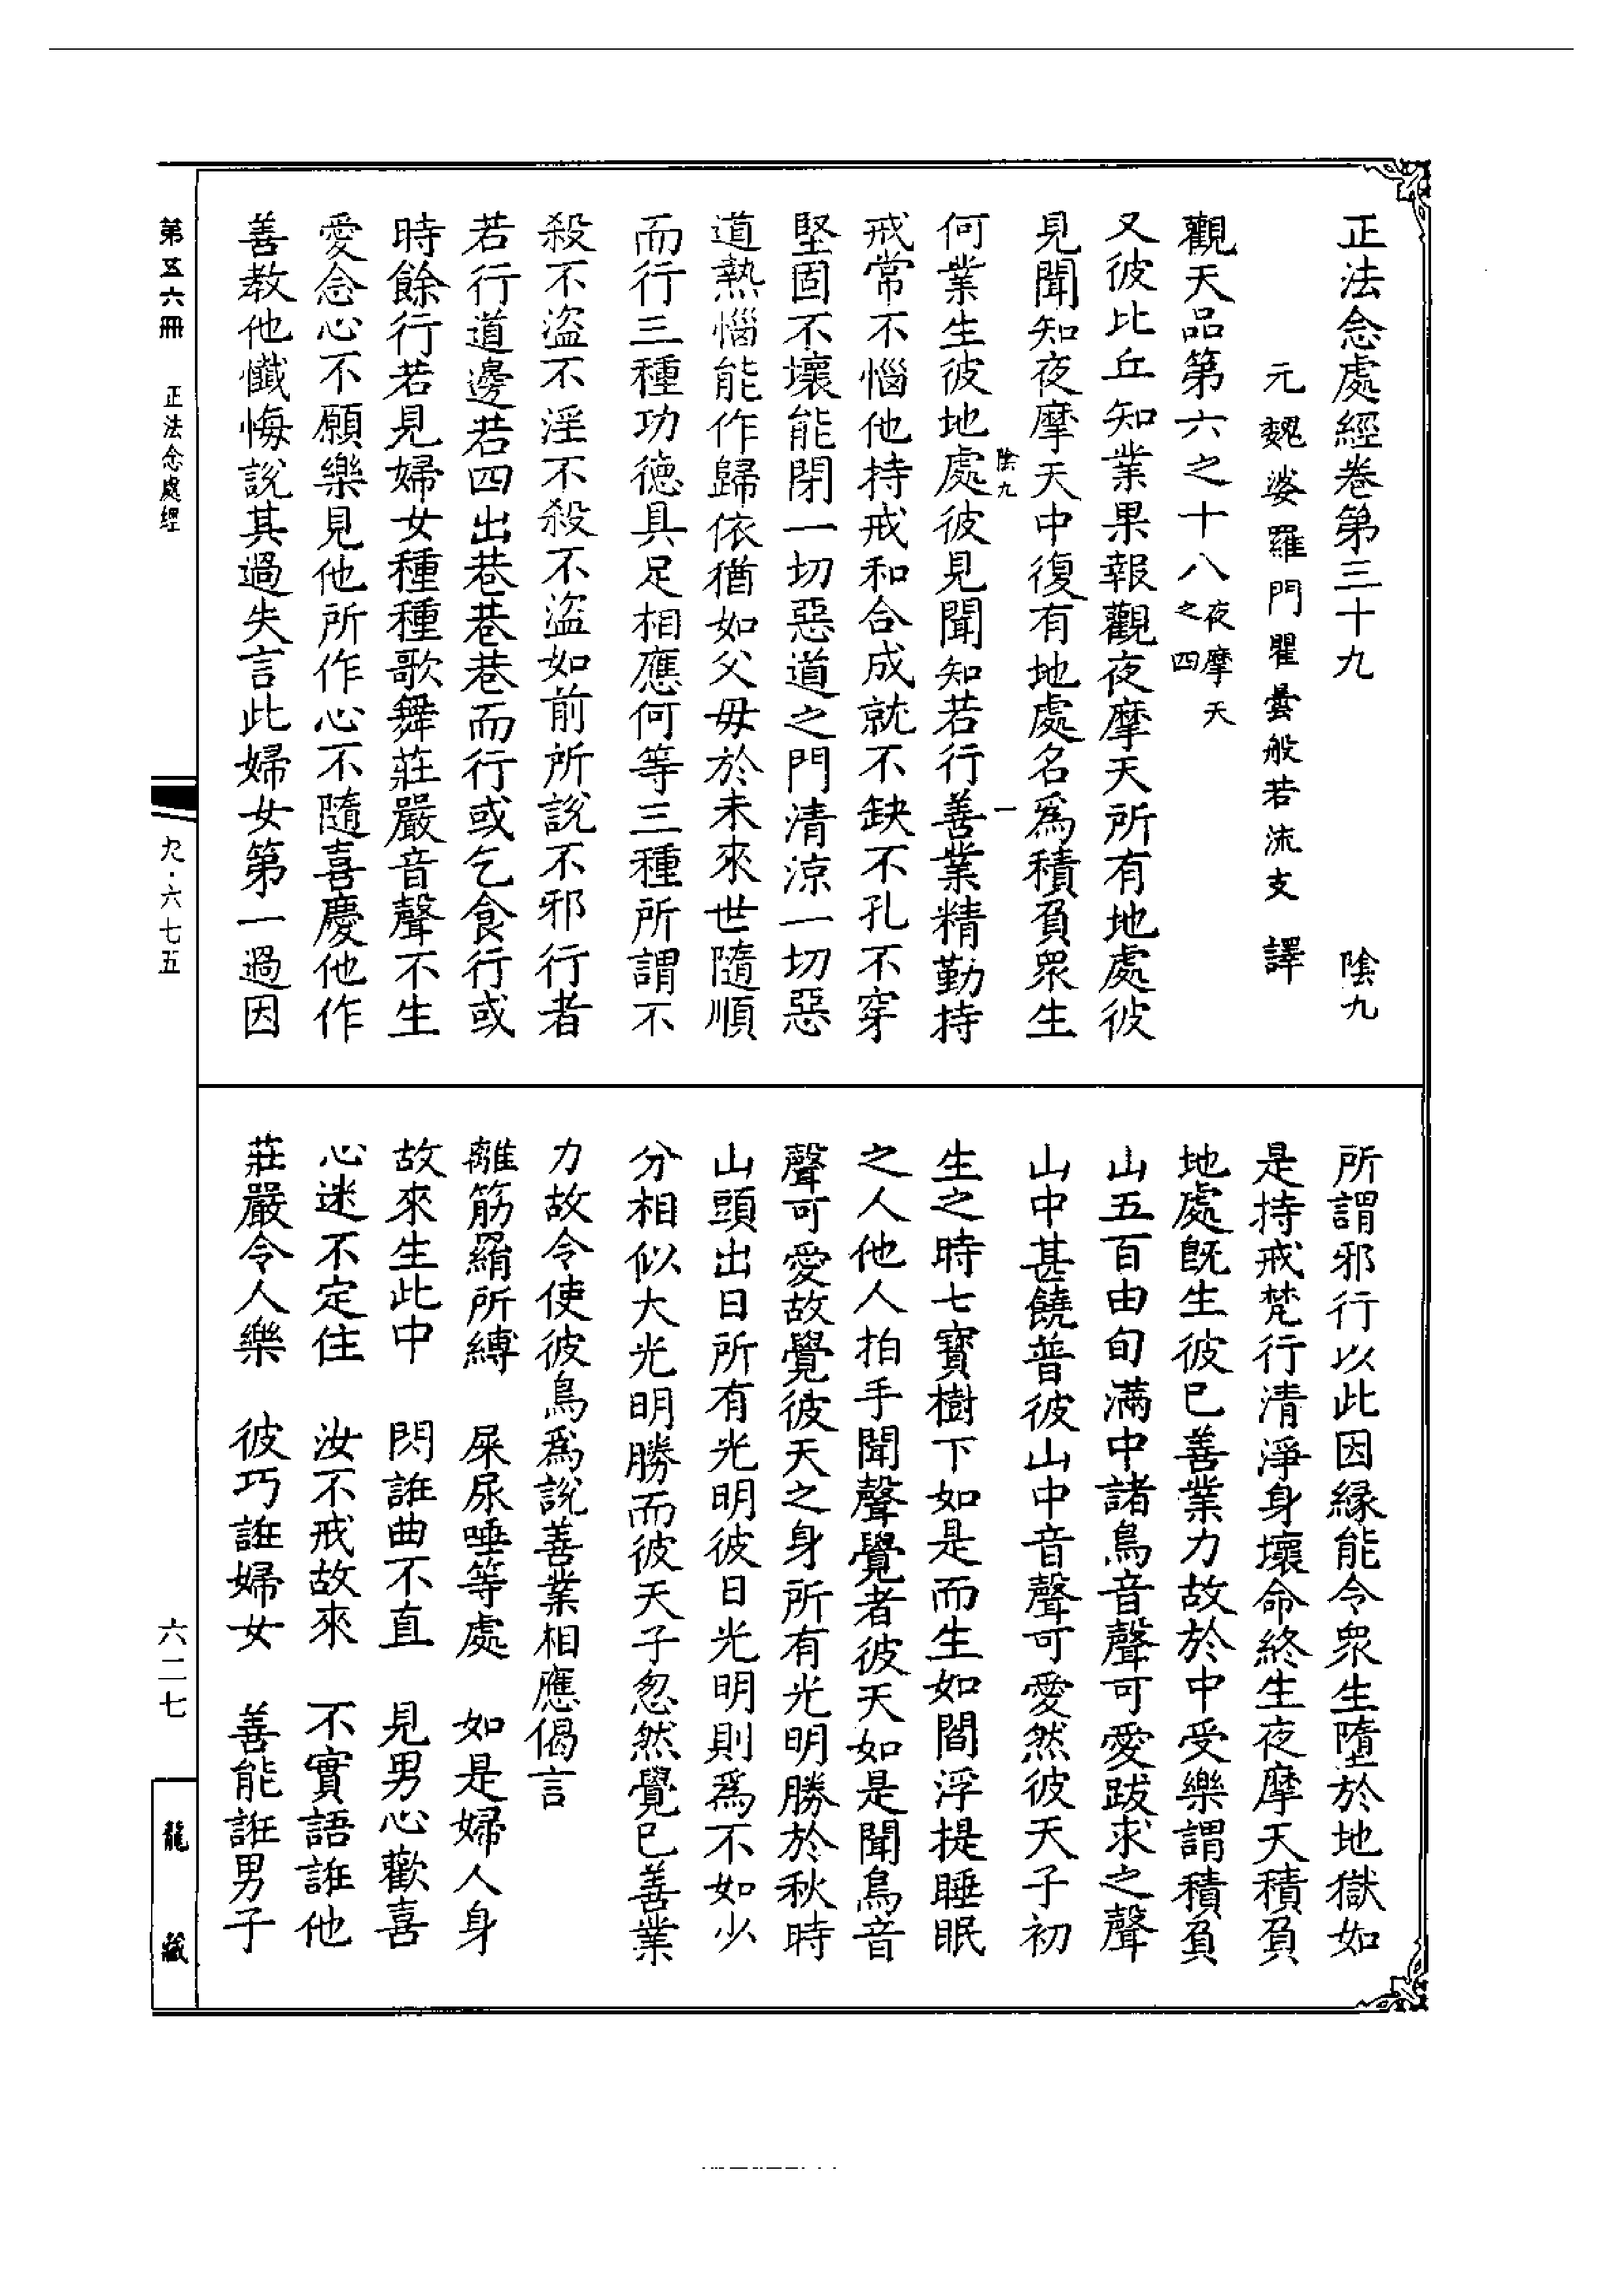 正法念處經卷第三十九 陰九
元魏婆羅門瞿曇般若流支 譯
觀天品第六之十八 夜摩天之四
又彼比丘知業果報觀夜摩天所有地處彼
見聞知夜摩天中復有地處名爲積負眾生
陰九 一
何業生彼地處彼見聞知若行善業精勤持
戒常不惱他持戒和合成就不缺不孔不穿
堅固不壞能閉一切惡道之門清涼一切惡
道熱惱能作歸依猶如父母於未來世隨順
而行三種功德具足相應何等三種所謂不
殺不盜不淫不殺不盜如前所說不邪行者
若行道邊若四出巷巷巷而行或乞食行或
時餘行若見婦女種種歌舞莊嚴音聲不生
愛念心不願樂見他所作心不隨喜慶他作
善教他懺悔說其過失言此婦女第一過因
所謂邪行以此因緣能令眾生墮於地獄如
是持戒梵行清淨身壞命終生夜摩天積負
地處既生彼已善業力故於中受樂謂積負
山五百由旬滿中諸鳥音聲可愛跋求之聲
山中甚饒普彼山中音聲可愛然彼天子初
生之時七寶樹下如是而生如閻浮提睡眠
之人他人拍手聞聲覺者彼天如是聞鳥音
聲可愛故覺彼天之身所有光明勝於秋時
山頭出日所有光明彼日光明則爲不如少
分相似大光明勝而彼天子忽然覺已善業
力故令使彼鳥爲說善業相應偈言
離筋羂所縛 屎尿唾等處 如是婦人身
故來生此中 閃誑曲不直 見男心歡喜
心迷不定住 汝不戒故來 不實語誑他
莊嚴令人樂 彼巧誑婦女 善能誑男子
第五六冊 正法念處經
九·六七五
六二七
龍藏